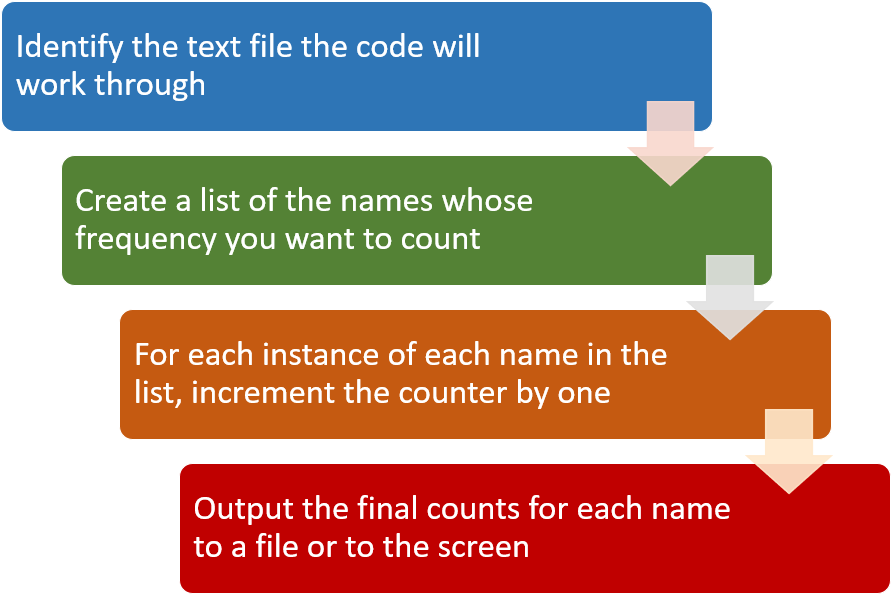 Identify the text file the code will
work through
Create a list of the names whose
frequency you want to count
For each instance of each name in the
list, increment the counter by one
Output the final counts for each name
to a file or to the screen